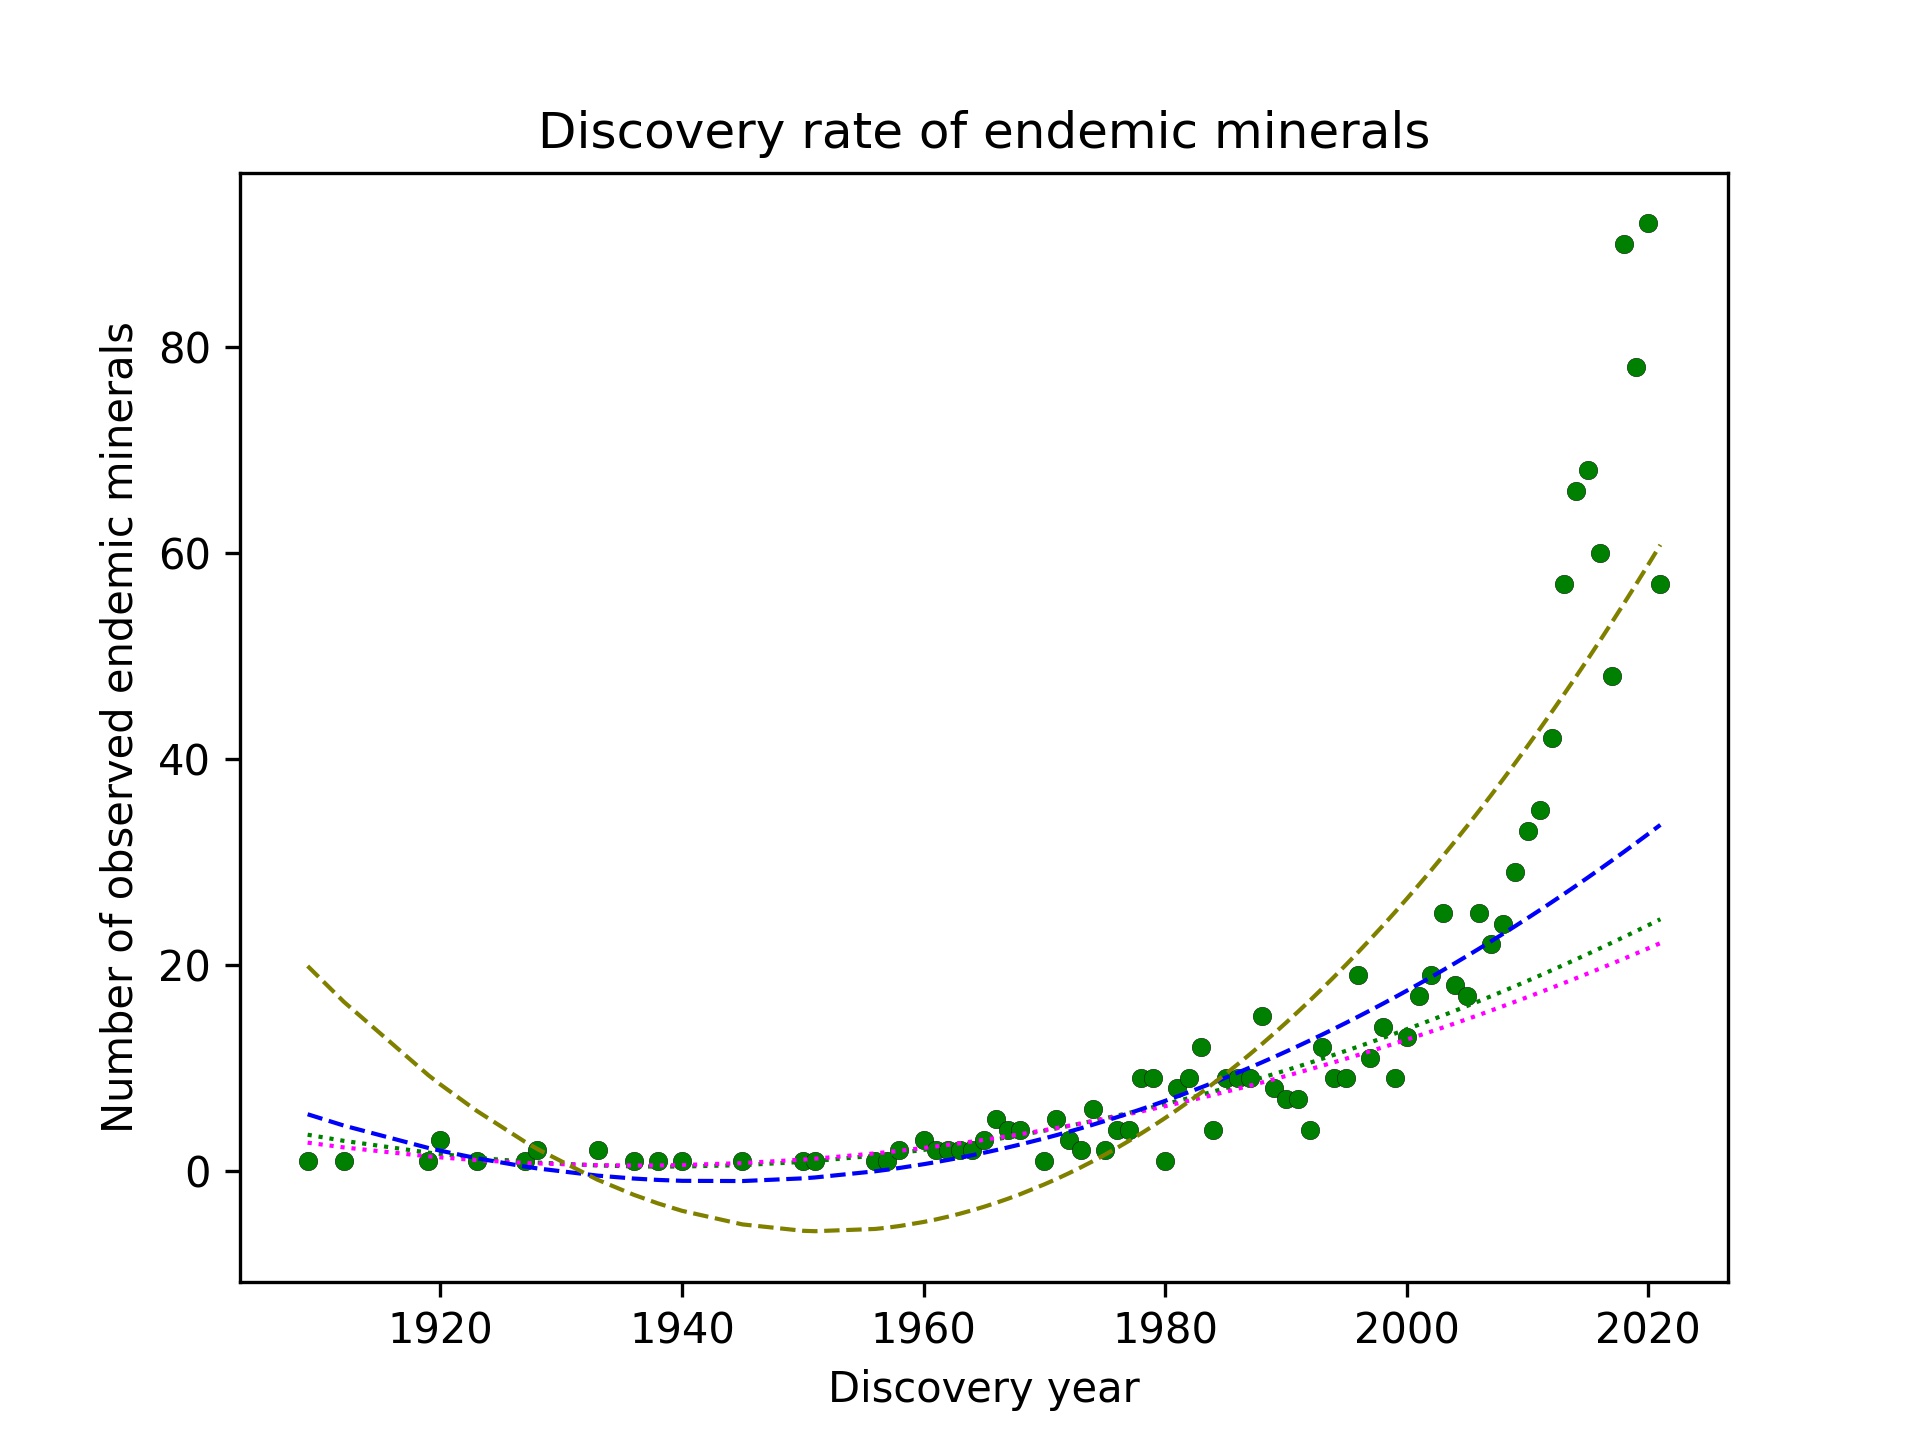 Discovery rate of endemic minerals
Number of observed endemic minerals
80
60
40
20
0
1920 1940 1960 1980 2000 2020
Discovery year